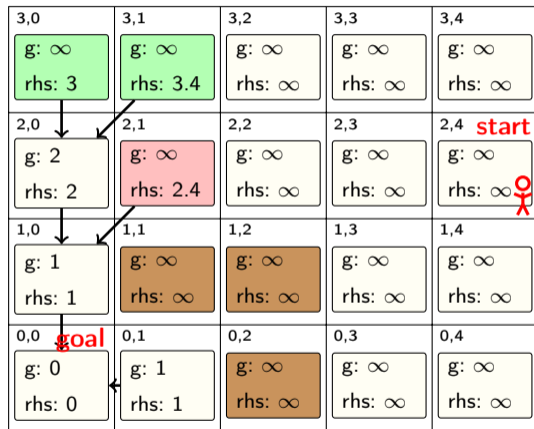 3,0 3,1 3,2 3,3 3,4
g: ∞ g: ∞ g: ∞ g: ∞ g: ∞
rhs: 3 rhs: 3.4 rhs: ∞ rhs: ∞ rhs: ∞
2,0 2,1 2,2 2,3 2,4 start
g: 2 g: ∞ g: ∞ g: ∞ g: ∞
rhs: 2 rhs: 2.4 rhs: ∞ rhs: ∞ rhs: ∞
1,0 1,1 1,2 1,3 1,4
g: 1 g: ∞ g: ∞ g: ∞ g: ∞
rhs: 1 rhs: ∞ rhs: ∞ rhs: ∞ rhs: ∞
0,0 goal 0,1 0,2 0,3 0,4
g: 0 g: 1 g: ∞ g: ∞ g: ∞
rhs: 0 rhs: 1 rhs: ∞ rhs: ∞ rhs: ∞